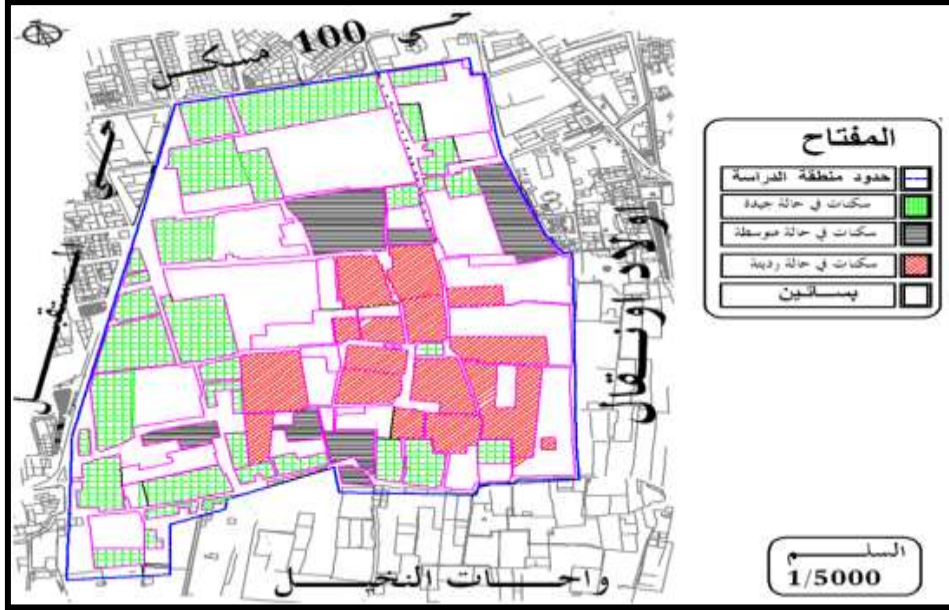 حي 100 مسكن
حي
المفتاح
حدود منطقة الدراسة
سكنات في حالة جيدة
سكنات في حالة متوسطة
سكنات في حالة رديئة
بساتين
واحات النخيل
السلم
1/5000